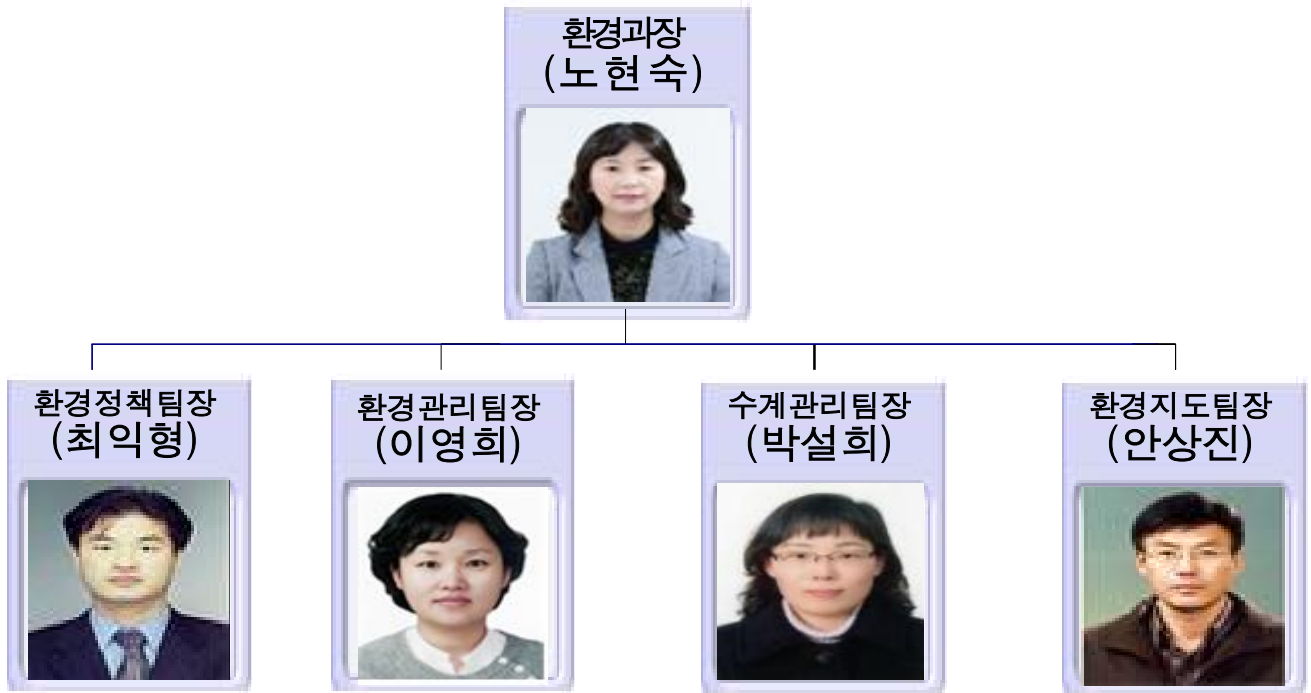 환경과장
(노현숙)
환경정책팀장
(최익형)
환경관리팀장
(이영희)
수계관리팀장
(박설희)
환경지도팀장
(안상진)